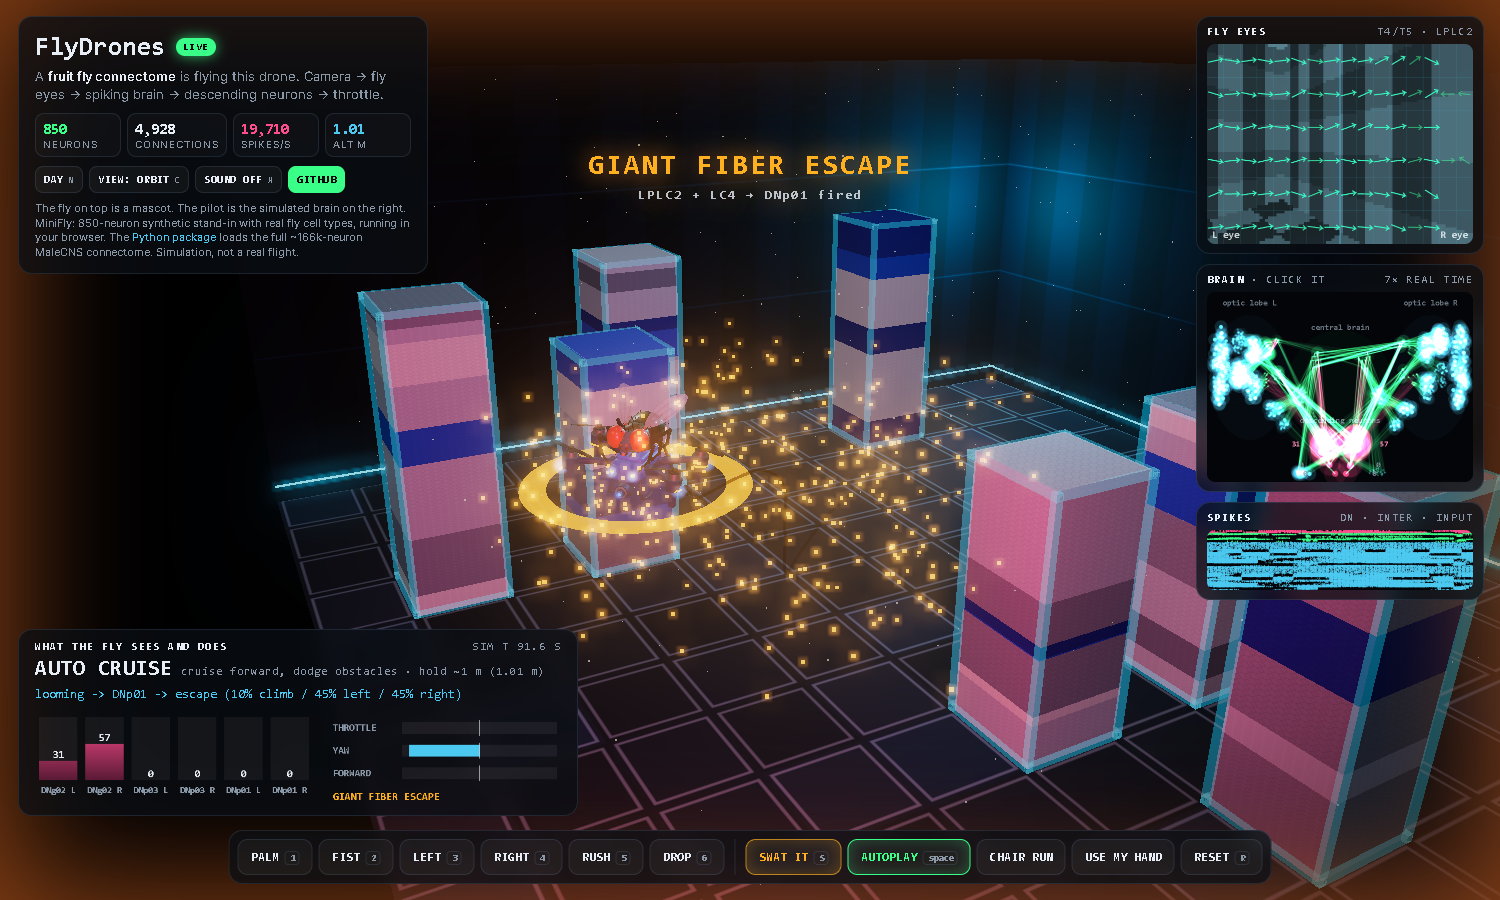 FlyDrones LIVE
A fruit fly connectome is flying this drone. Camera → fly
eyes → spiking brain → descending neurons → throttle.
850 4,928 19,710 1.01
NEURONS CONNECTIONS SPIKES/S ALT M
DAY N VIEW: ORBIT C SOUND OFF GITHUB
The fly on top is a mascot. The pilot is the simulated brain on the right.
MiniFly: 850-neuron synthetic stand-in with real fly cell types, running in
your browser. The Python package loads the full ~166k-neuron
MaleCNS connectome. Simulation, not a real flight.
GIANT FIBER ESCAPE
LPLC2 + LC4 → DNp01 fired
FLY EYES T4/T5 · LPLC2
L eye R eye
BRAIN · CLICK IT 7× REAL TIME
optic lobe L optic lobe R
central brain
31 57
SPIKES DN · INTER · INPUT
WHAT THE FLY SEES AND DOES SIM T 91.6 S
AUTO CRUISE cruise forward, dodge obstacles · hold ~1 m (1.01 m)
looming -> DNp01 -> escape (10% climb / 45% left / 45% right)
31 57 0 0 0 0
DNg02 L DNg02 R DNp03 L DNp03 R DNp01 L DNp01 R
THROTTLE
YAW
FORWARD
GIANT FIBER ESCAPE
PALM 1 FIST 2 LEFT 3 RIGHT 4 RUSH 5 DROP 6 SWAT IT S AUTOPLAY space CHAIR RUN USE MY HAND RESET R